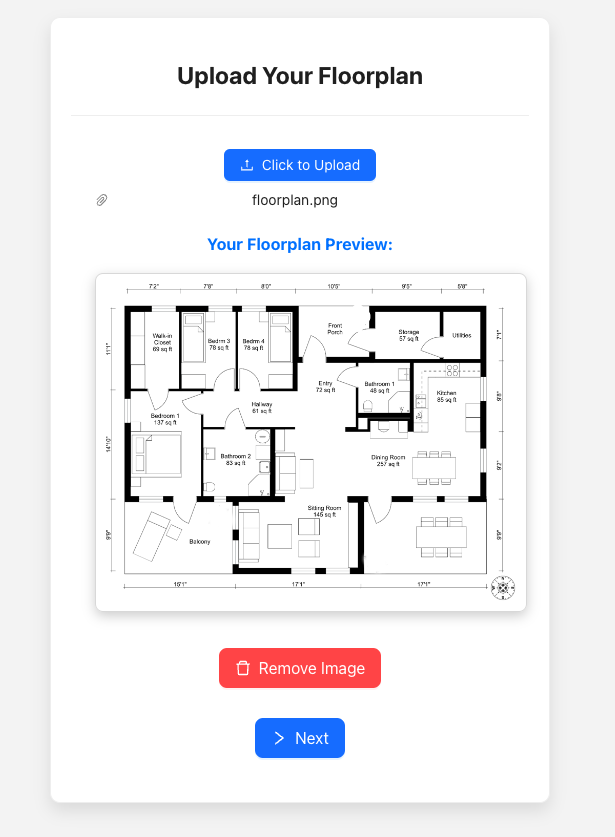 Upload Your Floorplan
Click to Upload
floorplan.png
Your Floorplan Preview:
7'2" 7'8" 8'0" 10'5" 9'5" 5'8"
Front
Porch
Storage
57 sq ft
Utilities
Walk-in
Closet
69 sq ft
Bedrm 3
78 sq ft
Bedrm 4
78 sq ft
11'1"
7'1"
Entry
72 sq ft
Bathroom 1
48 sq ft
Kitchen
85 sq ft
9'8"
Hallway
61 sq ft
Bedroom 1
137 sq ft
14'10"
Bathroom 2
83 sq ft
Dining Room
257 sq ft
9'2"
Sitting Room
145 sq ft
9'9"
Balcony
9'9"
15'1" 17'1" 17'1"
Remove Image
Next